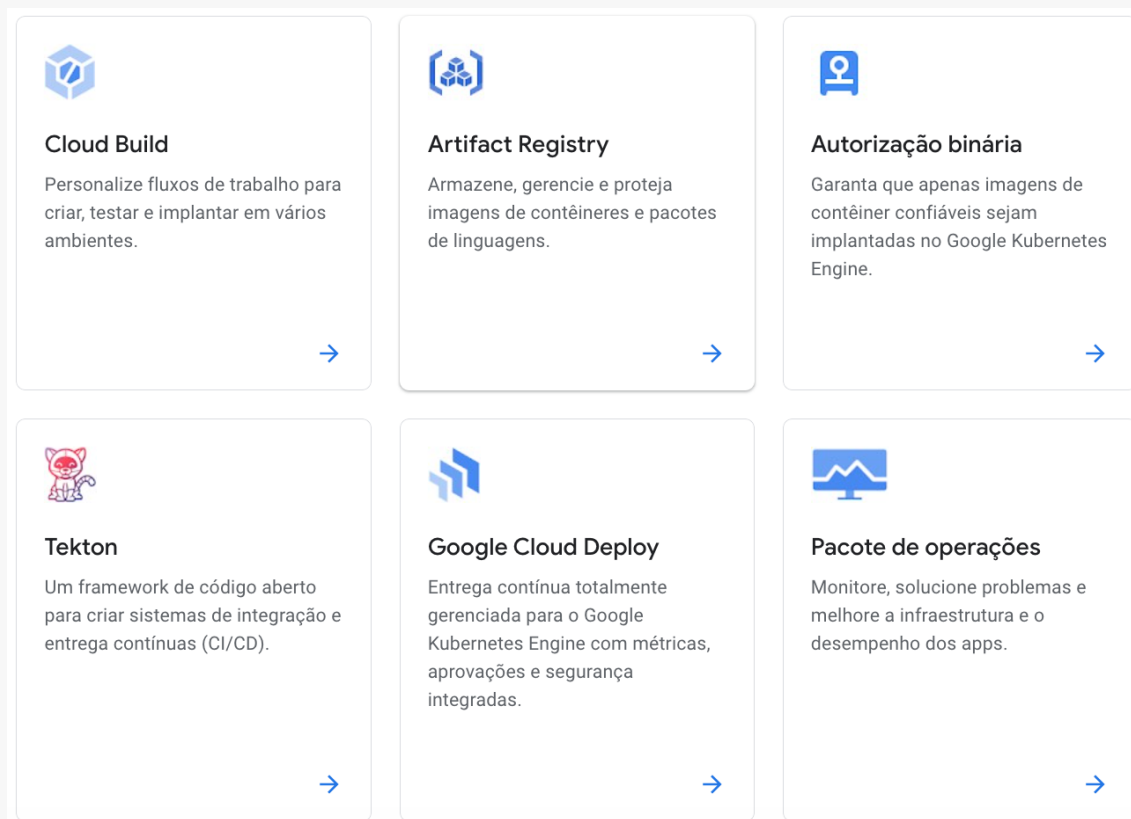 Cloud Build
Personalize fluxos de trabalho para
criar, testar e implantar em vários
ambientes.
Artifact Registry
Armazene, gerencie e proteja
imagens de contêineres e pacotes
de linguagens.
Autorização binária
Garanta que apenas imagens de
contêiner confiáveis sejam
implantadas no Google Kubernetes
Engine.
Tekton
Um framework de código aberto
para criar sistemas de integração e
entrega contínuas (CI/CD).
Google Cloud Deploy
Entrega contínua totalmente
gerenciada para o Google
Kubernetes Engine com métricas,
aprovações e segurança
integradas.
Pacote de operações
Monitore, solucione problemas e
melhore a infraestrutura e o
desempenho dos apps.